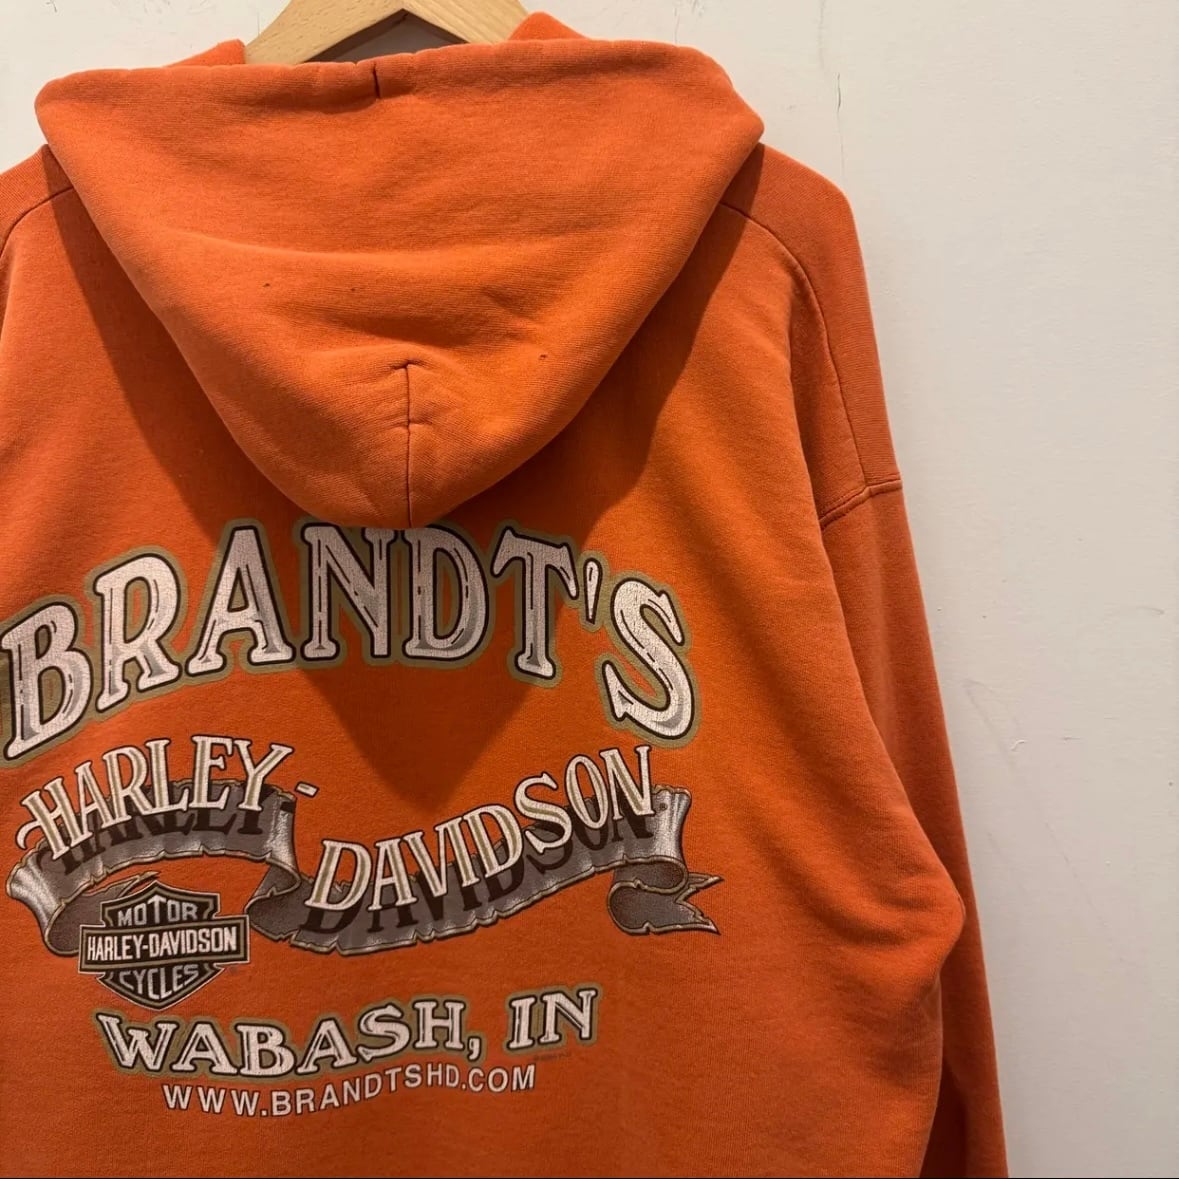 BRANDT'S
HARLEY-
DAVIDSON
MOTOR
HARLEY-DAVIDSON
CYCLES
WABASH, IN
WWW.BRANDTSHD.COM